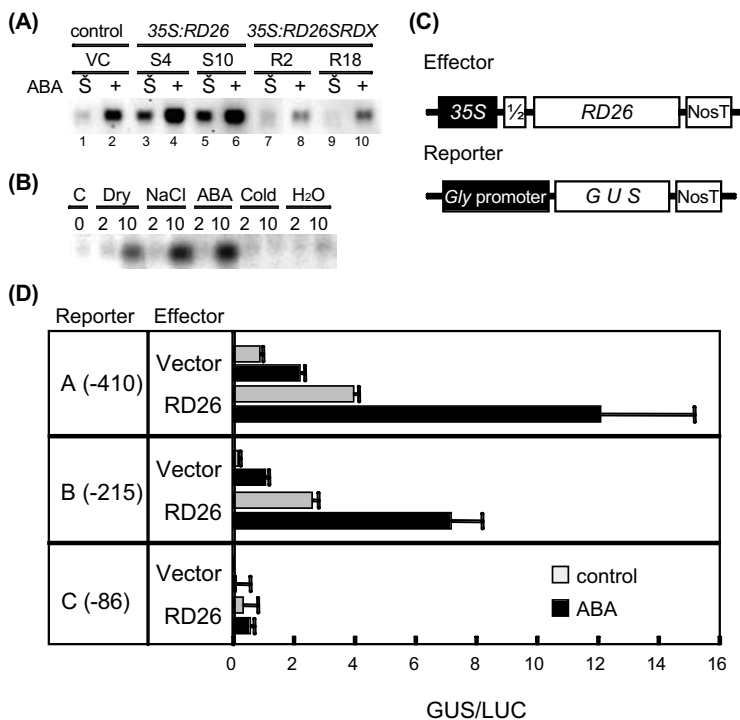 (A)
control 35S:RD26 35S:RD26SRDX
VC S4 S10 R2 R18
ABA Š + Š + Š + Š + Š +
1 2 3 4 5 6 7 8 9 10
(B)
C Dry NaCl ABA Cold H2O
0 2 10 2 10 2 10 2 10 2 10
(C)
Effector
35S ½ RD26 NosT
Reporter
Gly promoter G U S NosT
(D)
Reporter Effector
A (-410) Vector
RD26
B (-215) Vector
RD26
C (-86) Vector
RD26
control
ABA
0 2 4 6 8 10 12 14 16
GUS/LUC